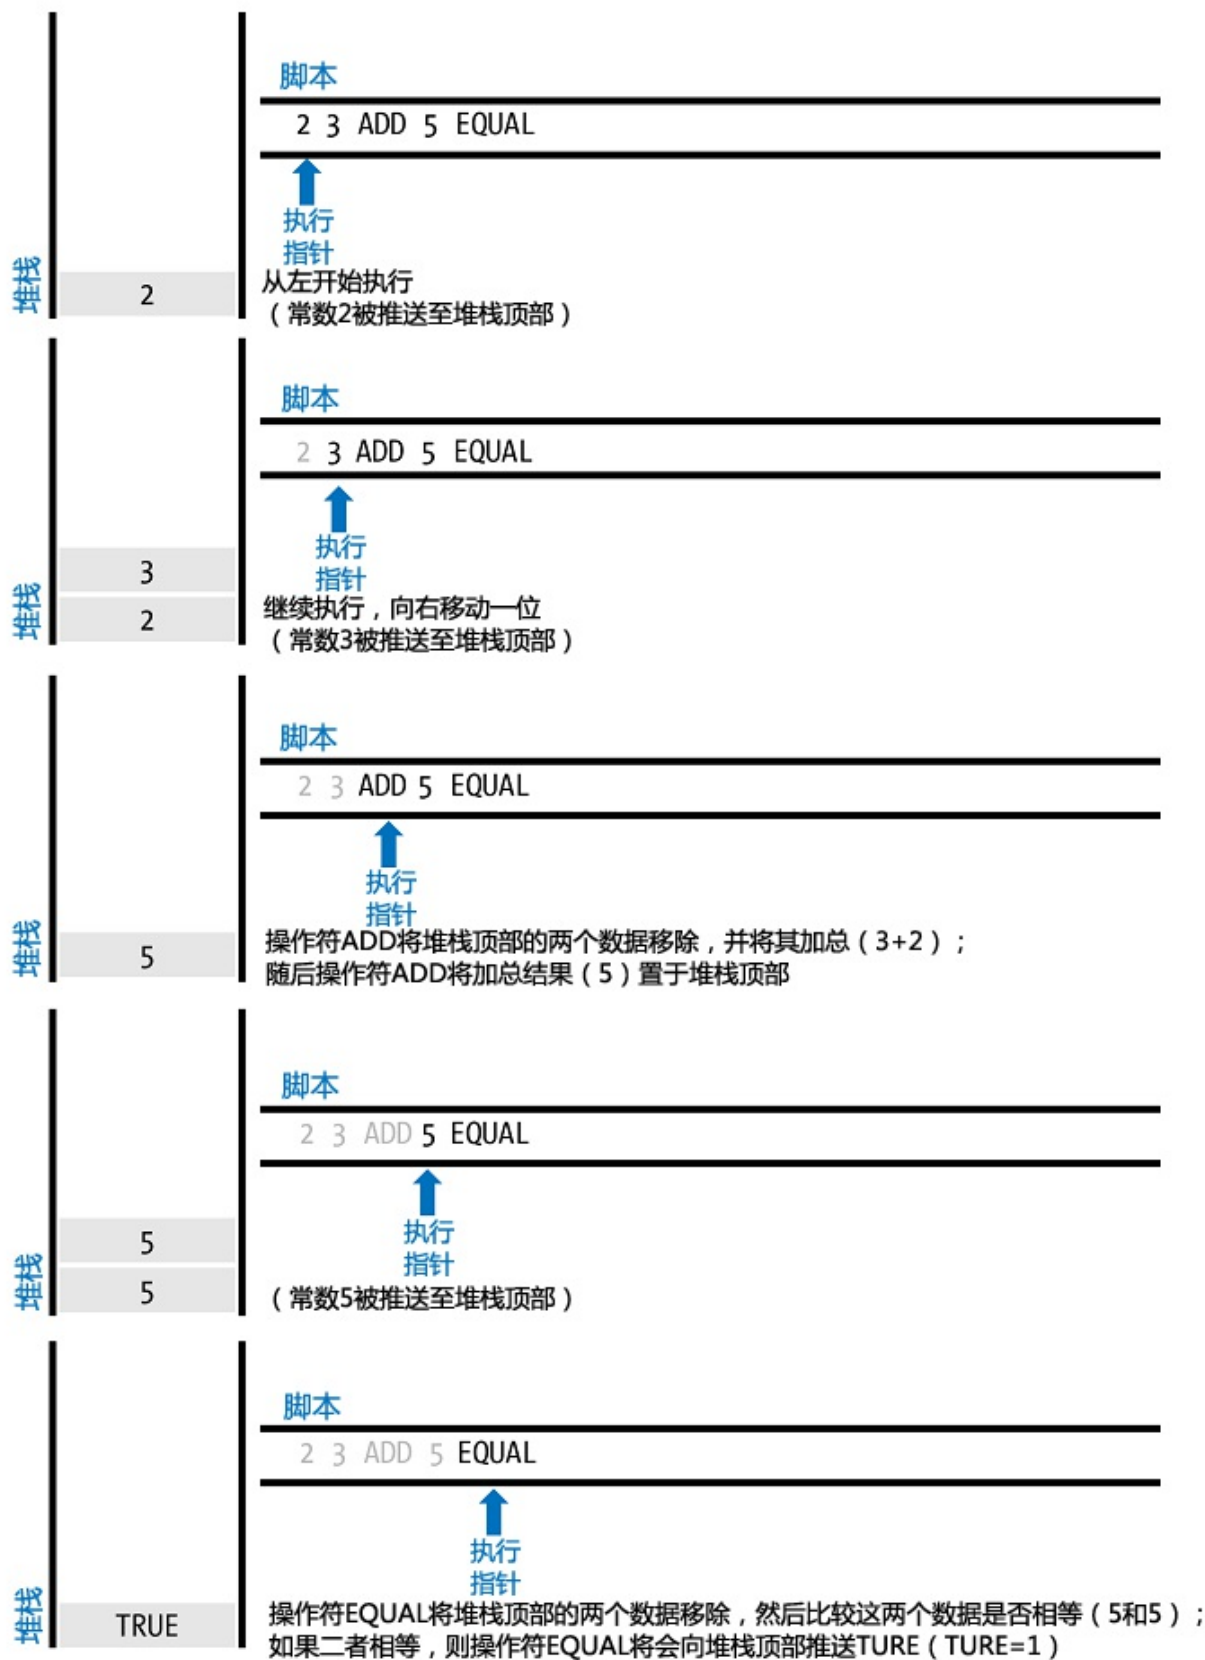 脚本
2 3 ADD 5 EQUAL
执行
指针
堆栈
2
从左开始执行
（常数2被推送至堆栈顶部）
脚本
2 3 ADD 5 EQUAL
执行
指针
3
堆栈
2
继续执行，向右移动一位
（常数3被推送至堆栈顶部）
脚本
2 3 ADD 5 EQUAL
执行
指针
堆栈
5
操作符ADD将堆栈顶部的两个数据移除，并将其加总（3+2）；
随后操作符ADD将加总结果（5）置于堆栈顶部
脚本
2 3 ADD 5 EQUAL
执行
指针
5
堆栈
5
（常数5被推送至堆栈顶部）
脚本
2 3 ADD 5 EQUAL
执行
指针
堆栈
TRUE
操作符EQUAL将堆栈顶部的两个数据移除，然后比较这两个数据是否相等（5和5）；
如果二者相等，则操作符EQUAL将会向堆栈顶部推送TURE（TURE=1）